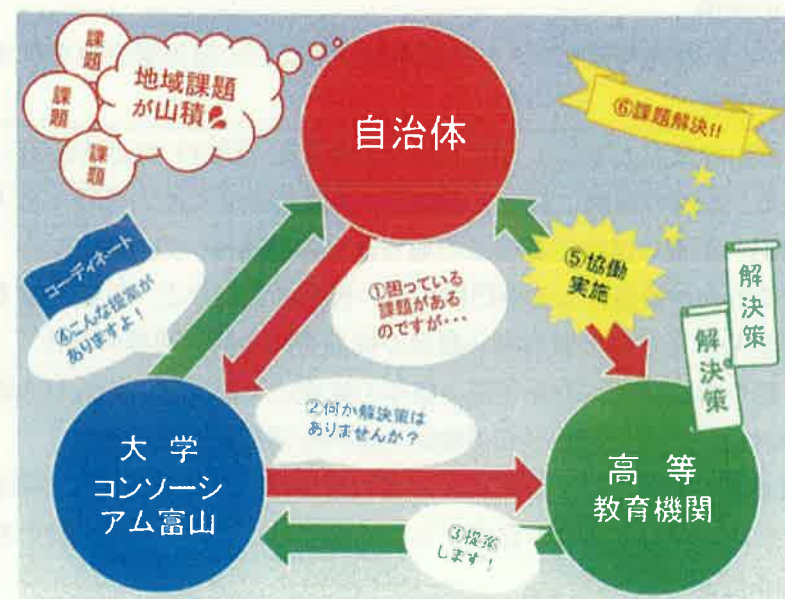 課題
課題
課題
地域課題
が山積
自治体
⑥課題解決!!
コーディネート
④こんな提案が
ありますよ!
①困っている
課題がある
のですが・・・
⑤協働
実施
解決策
解決策
②何か解決策は
ありませんか?
大学
コンソーシ
アム富山
高等
教育機関
③提案
します!